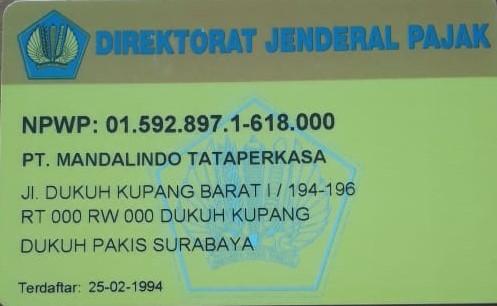 DIREKTORAT JENDERAL PAJAK
NPWP: 01.592.897.1-618.000
PT. MANDALINDO TATAPERKASA
Jl. DUKUH KUPANG BARAT I / 194-196
RT 000 RW 000 DUKUH KUPANG
DUKUH PAKIS SURABAYA
Terdaftar: 25-02-1994